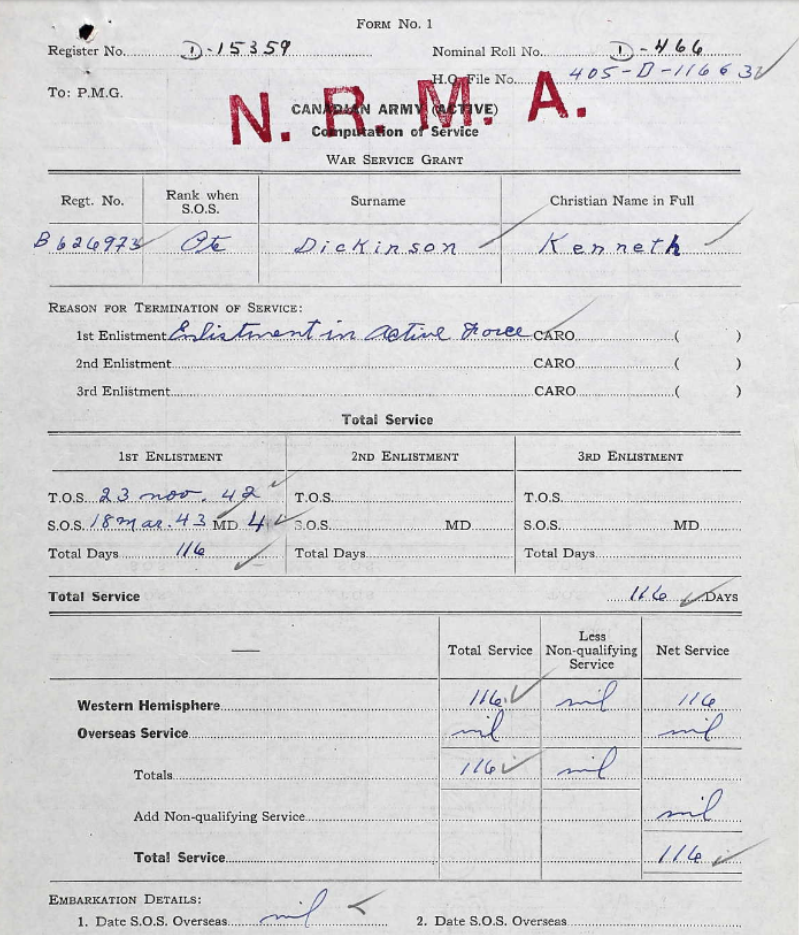 FORM NO. 1
Register No. D-15359 Nominal Roll No. D-466
H.Q. File No. 405-D-11663
To: P.M.G.
N. R. M. A.
CANADIAN ARMY (ACTIVE)
Computation of Service
WAR SERVICE GRANT
Regt. No. Rank when S.O.S. Surname Christian Name in Full
B626973 Pte Dickinson Kenneth
REASON FOR TERMINATION OF SERVICE:
1st Enlistment Enlistment in Active Force CARO ( )
2nd Enlistment CARO ( )
3rd Enlistment CARO ( )
Total Service
1ST ENLISTMENT 2ND ENLISTMENT 3RD ENLISTMENT
T.O.S. 23 nov. 42 T.O.S. T.O.S.
S.O.S. 18 Mar. 43 MD 4 S.O.S. MD S.O.S. MD
Total Days 116 Total Days Total Days
Total Service 116 DAYS
— Total Service Less Non-qualifying Service Net Service
Western Hemisphere 116 nil 116
Overseas Service nil nil
Totals 116 nil
Add Non-qualifying Service nil
Total Service 116
EMBARKATION DETAILS:
1. Date S.O.S. Overseas nil 2. Date S.O.S. Overseas